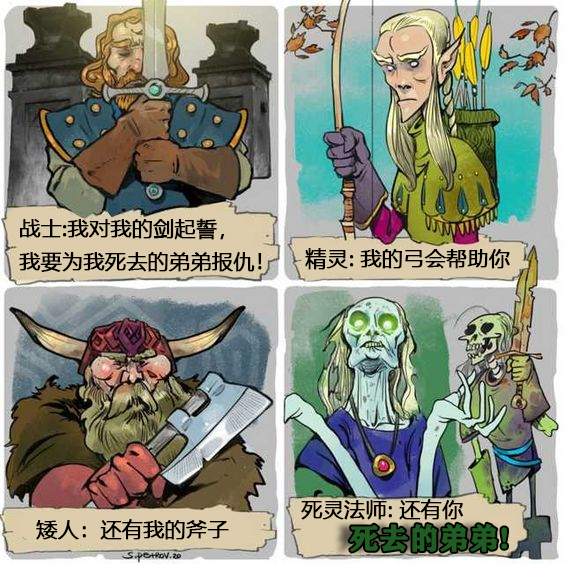 战士:我对我的剑起誓，
我要为我死去的弟弟报仇!
精灵: 我的弓会帮助你
矮人：还有我的斧子
S.PETROV.20
死灵法师: 还有你
死去的弟弟!